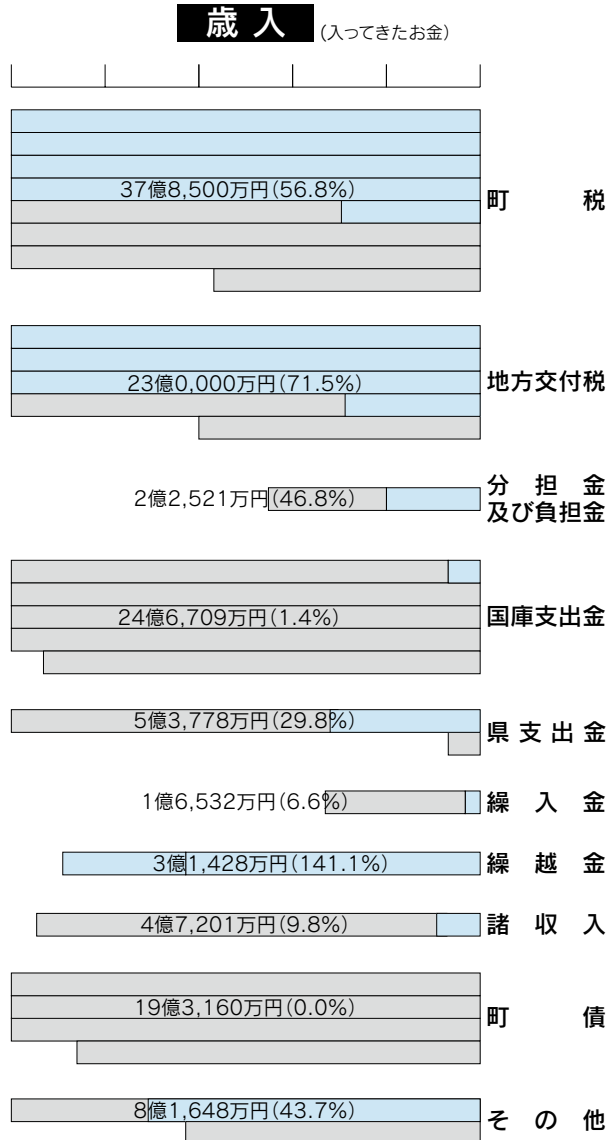 歳入 (入ってきたお金)
37億8,500万円(56.8%)
町税
23億0,000万円(71.5%)
地方交付税
2億2,521万円(46.8%)
分担金
及び負担金
24億6,709万円(1.4%)
国庫支出金
5億3,778万円(29.8%)
県支出金
1億6,532万円(6.6%)
繰入金
3億1,428万円(141.1%)
繰越金
4億7,201万円(9.8%)
諸収入
19億3,160万円(0.0%)
町債
8億1,648万円(43.7%)
その他